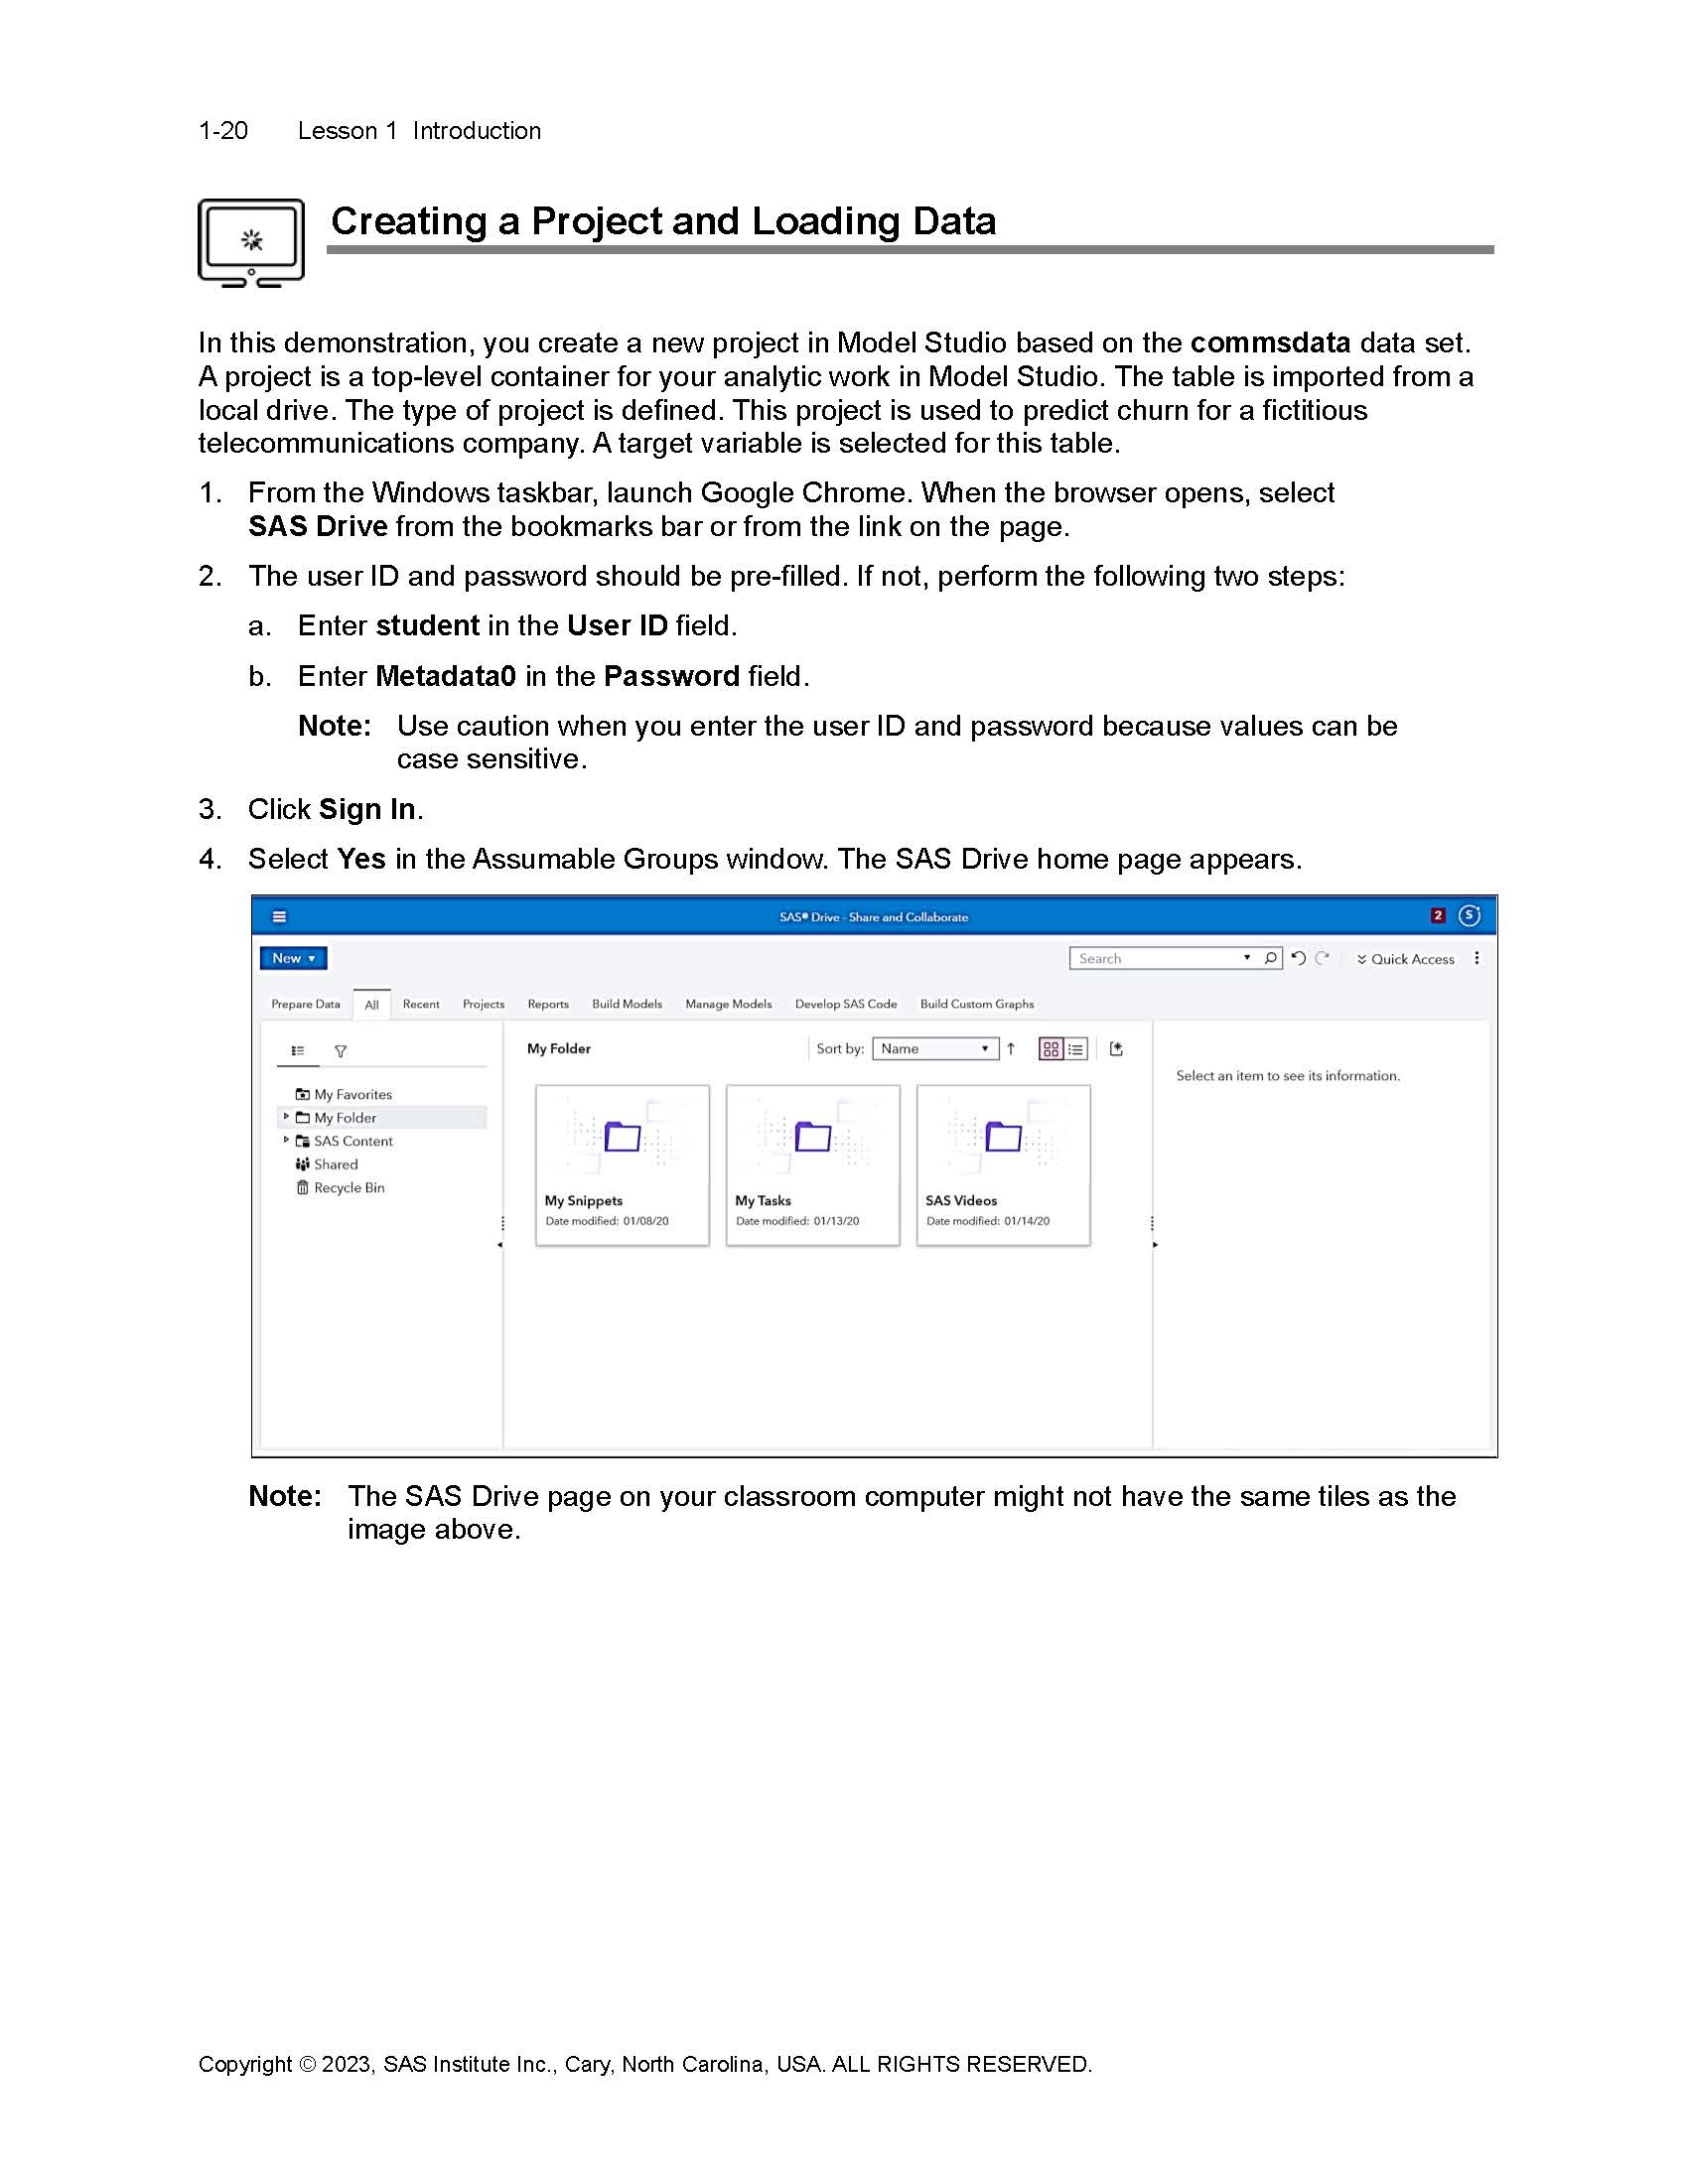 1-20 Lesson 1 Introduction
Creating a Project and Loading Data
In this demonstration, you create a new project in Model Studio based on the commsdata data set.
A project is a top-level container for your analytic work in Model Studio. The table is imported from a
local drive. The type of project is defined. This project is used to predict churn for a fictitious
telecommunications company. A target variable is selected for this table.
1. From the Windows taskbar, launch Google Chrome. When the browser opens, select
SAS Drive from the bookmarks bar or from the link on the page.
2. The user ID and password should be pre-filled. If not, perform the following two steps:
a. Enter student in the User ID field.
b. Enter Metadata0 in the Password field.
Note: Use caution when you enter the user ID and password because values can be
case sensitive.
3. Click Sign In.
4. Select Yes in the Assumable Groups window. The SAS Drive home page appears.
SAS® Drive - Share and Collaborate
2 S
New
Search
Quick Access
Prepare Data All Recent Projects Reports Build Models Manage Models Develop SAS Code Build Custom Graphs
My Folder
Sort by: Name
Select an item to see its information.
My Favorites
My Folder
SAS Content
Shared
Recycle Bin
My Snippets
Date modified: 01/08/20
My Tasks
Date modified: 01/13/20
SAS Videos
Date modified: 01/14/20
Note: The SAS Drive page on your classroom computer might not have the same tiles as the
image above.
Copyright © 2023, SAS Institute Inc., Cary, North Carolina, USA. ALL RIGHTS RESERVED.